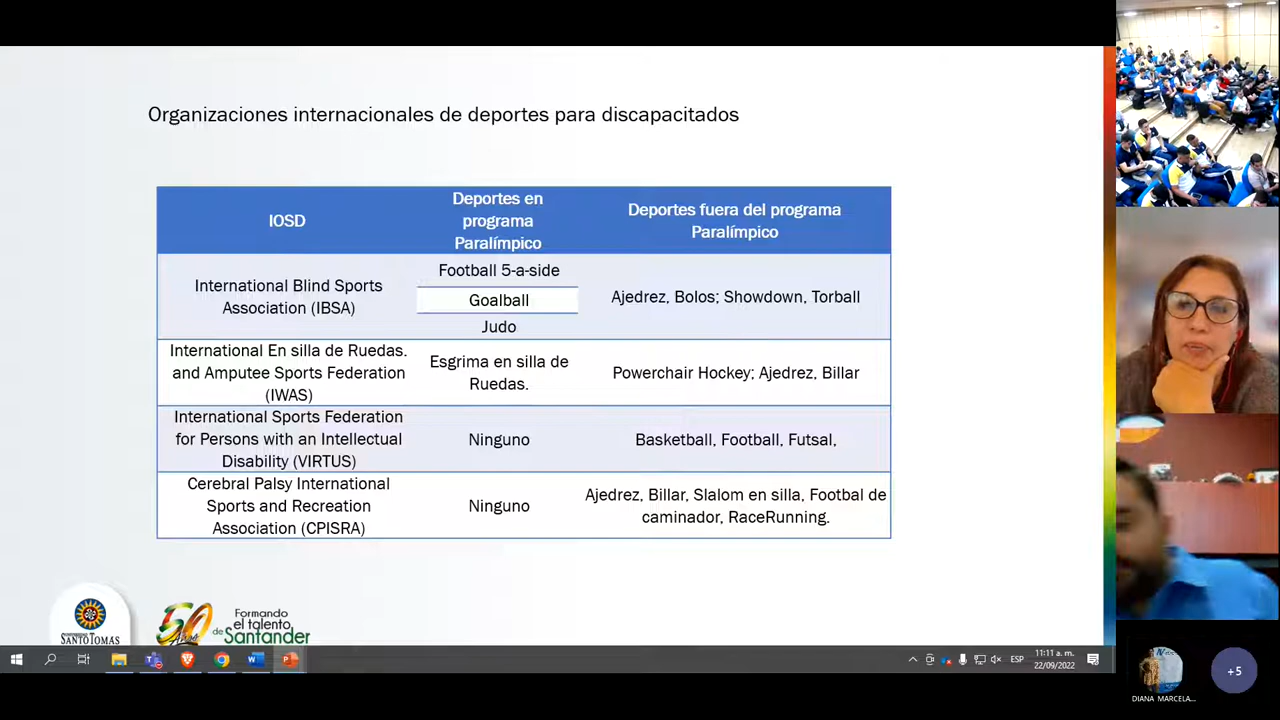 Organizaciones internacionales de deportes para discapacitados
IOSD
Deportes en
programa
Paralímpico
Deportes fuera del programa
Paralímpico
International Blind Sports
Association (IBSA)
Football 5-a-side
Goalball
Judo
Ajedrez, Bolos; Showdown, Torball
International En silla de Ruedas.
and Amputee Sports Federation
(IWAS)
Esgrima en silla de
Ruedas.
Powerchair Hockey; Ajedrez, Billar
International Sports Federation
for Persons with an Intellectual
Disability (VIRTUS)
Ninguno
Basketball, Football, Futsal,
Cerebral Palsy International
Sports and Recreation
Association (CPISRA)
Ninguno
Ajedrez, Billar, Slalom en silla, Footbal de
caminador, RaceRunning.
SANTO TOMÁS
50
Años
Formando
el talento
de Santander
ESP
11:11 a. m.
22/09/2022
DIANA MARCELA...
+5